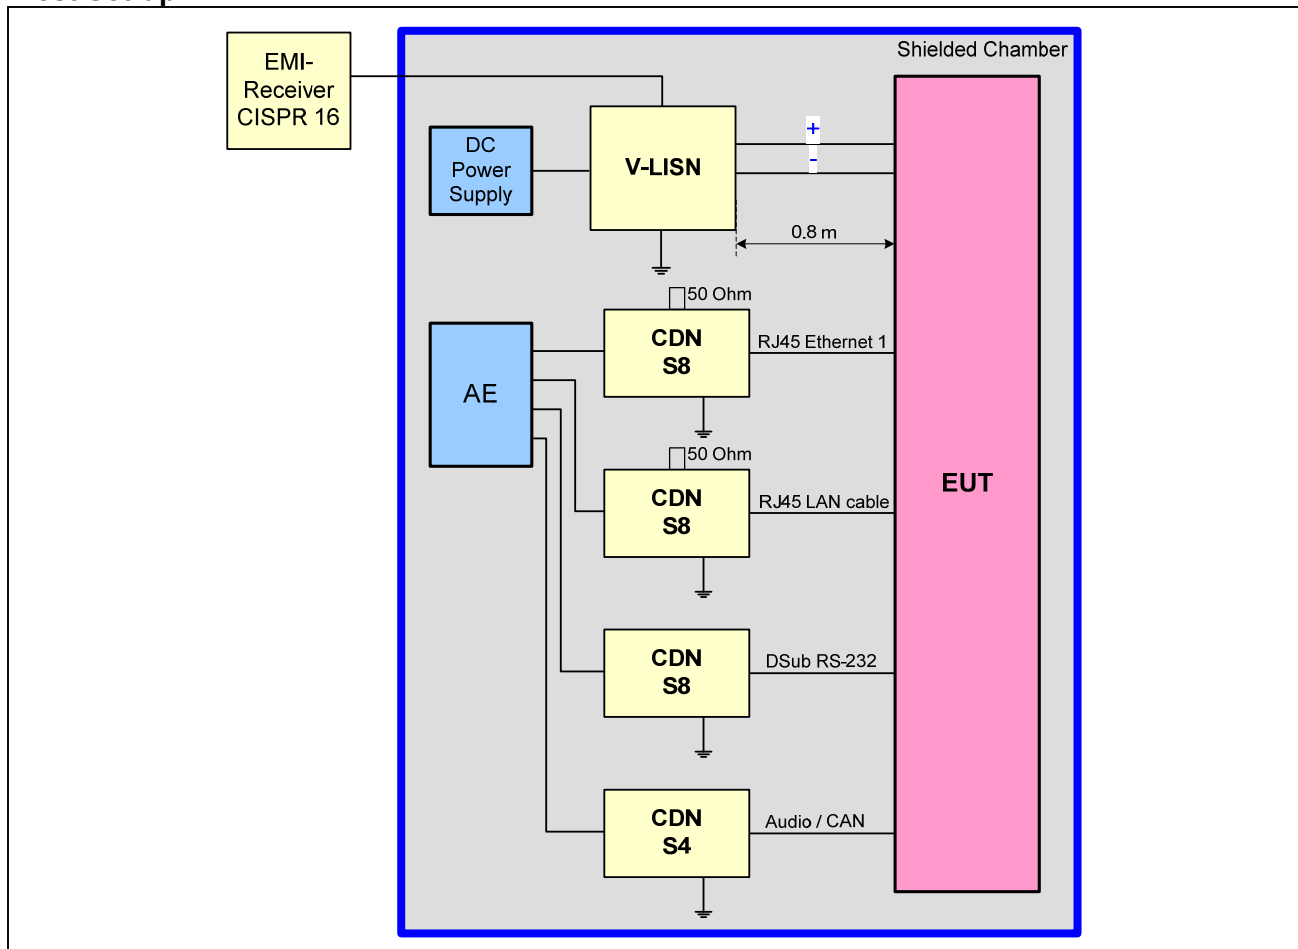 Shielded Chamber
EMI-
Receiver
CISPR 16
DC
Power
Supply
V-LISN
+
-
0.8 m
50 Ohm
CDN
S8
RJ45 Ethernet 1
AE
50 Ohm
CDN
S8
RJ45 LAN cable
EUT
CDN
S8
DSub RS-232
CDN
S4
Audio / CAN